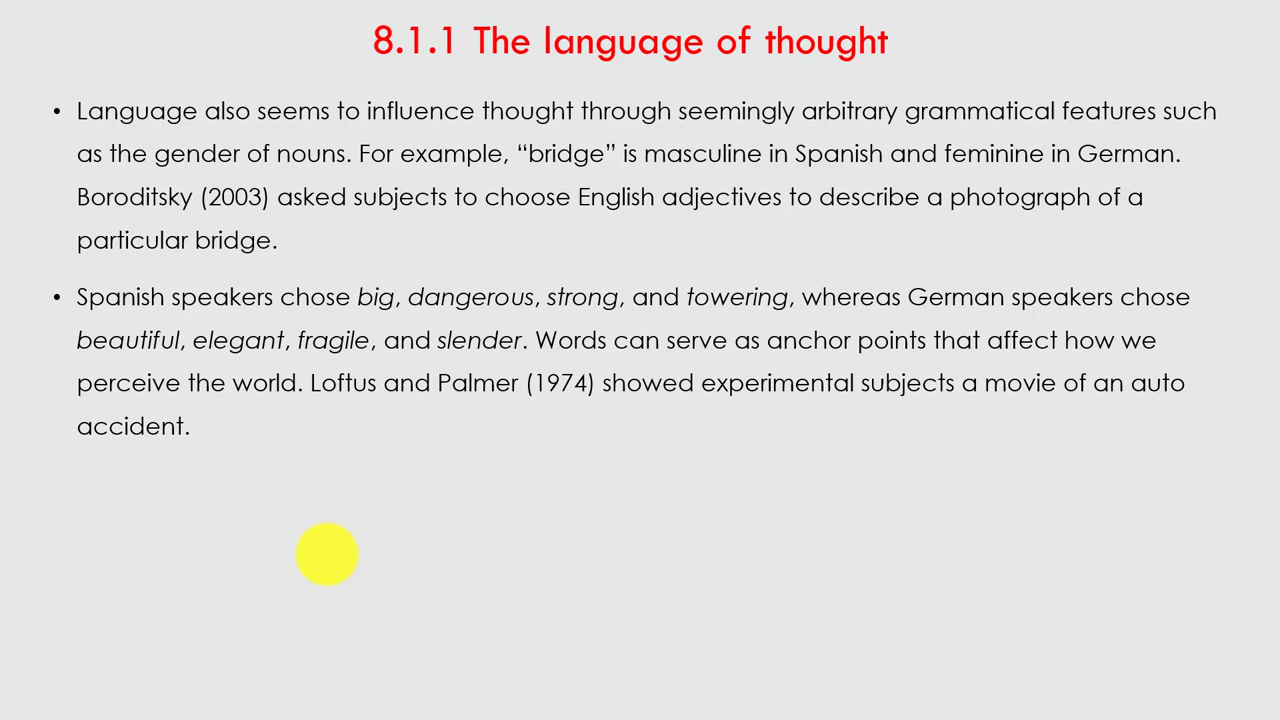 8.1.1 The language of thought
• Language also seems to influence thought through seemingly arbitrary grammatical features such
as the gender of nouns. For example, “bridge” is masculine in Spanish and feminine in German.
Boroditsky (2003) asked subjects to choose English adjectives to describe a photograph of a
particular bridge.
• Spanish speakers chose big, dangerous, strong, and towering, whereas German speakers chose
beautiful, elegant, fragile, and slender. Words can serve as anchor points that affect how we
perceive the world. Loftus and Palmer (1974) showed experimental subjects a movie of an auto
accident.